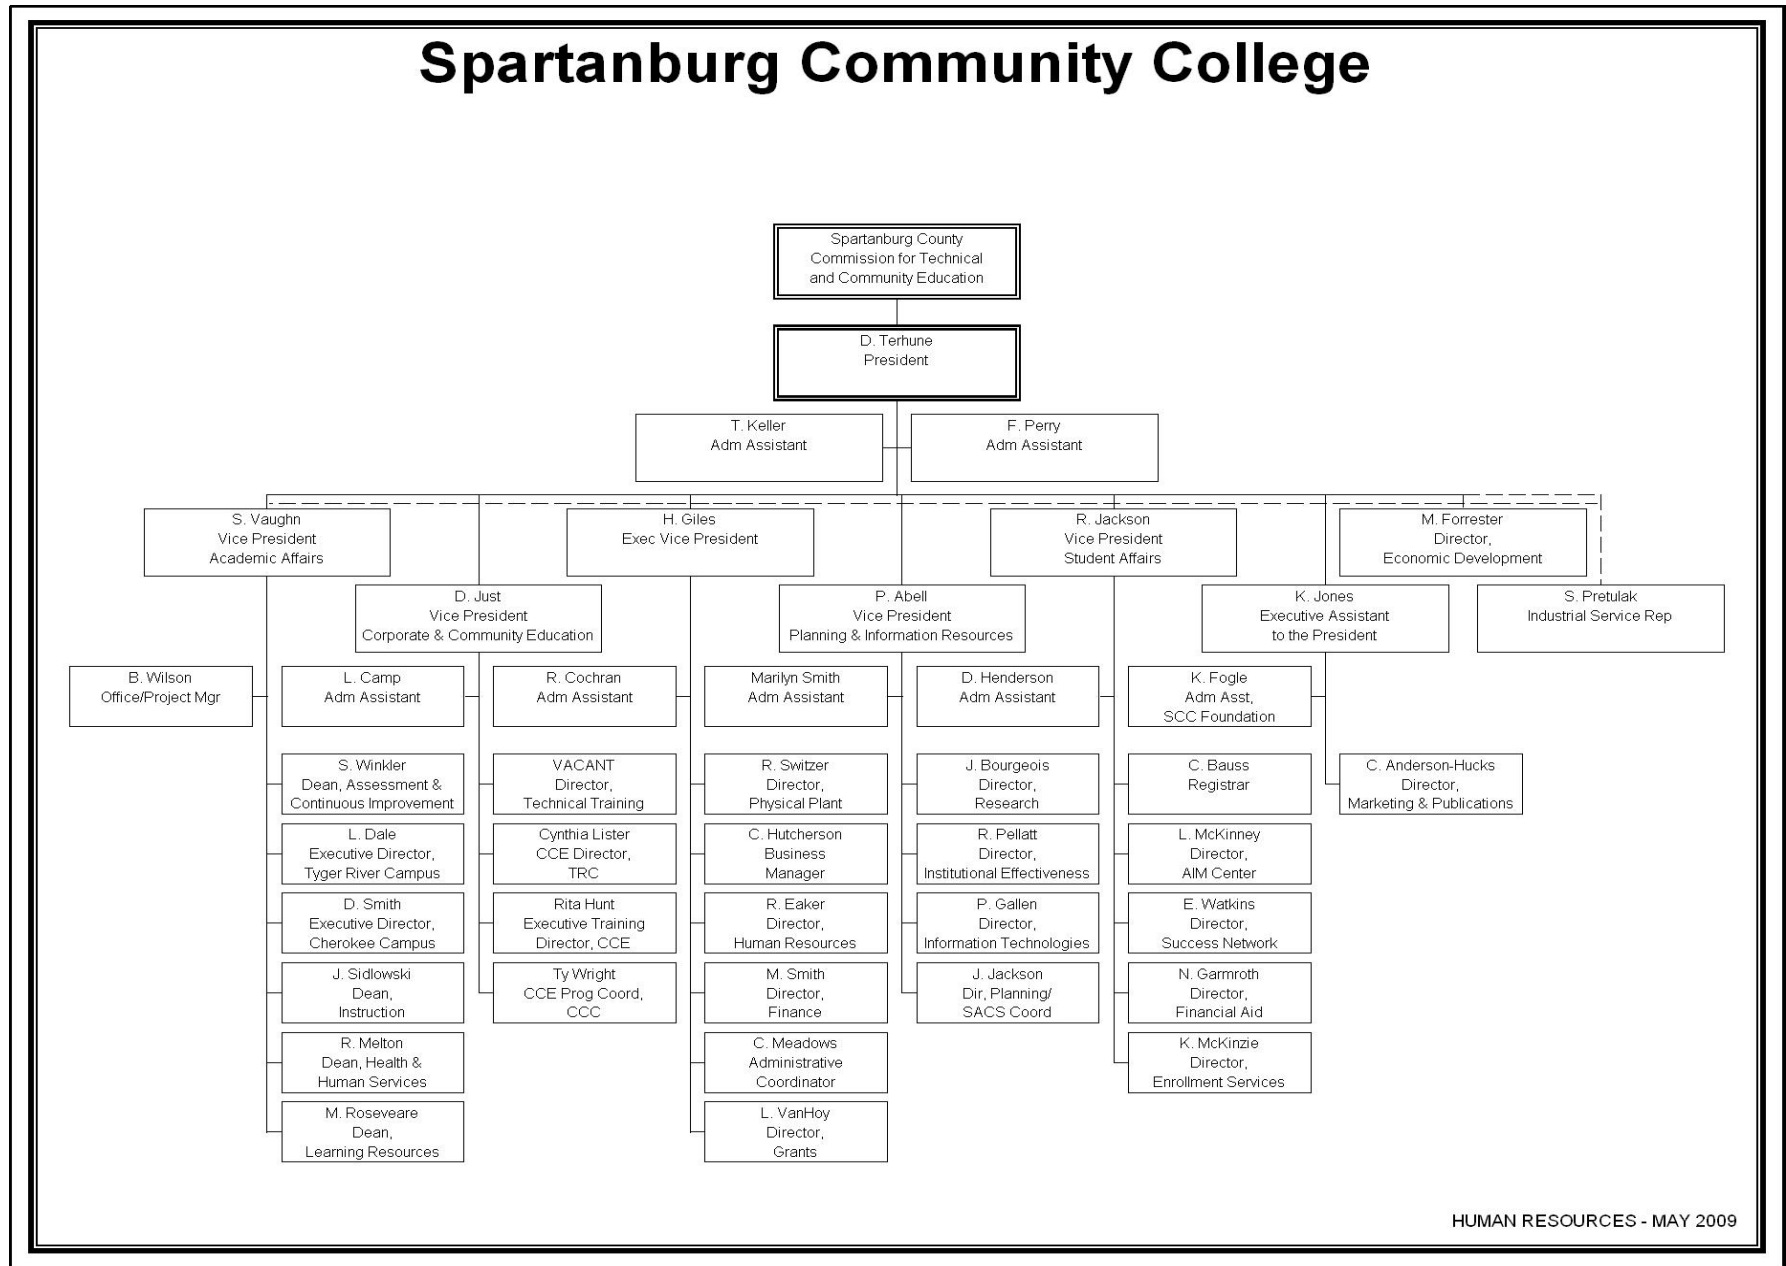 Spartanburg Community College
Spartanburg County
Commission for Technical
and Community Education
D. Terhune
President
T. Keller
Adm Assistant
F. Perry
Adm Assistant
S. Vaughn
Vice President
Academic Affairs
H. Giles
Exec Vice President
R. Jackson
Vice President
Student Affairs
M. Forrester
Director,
Economic Development
D. Just
Vice President
Corporate & Community Education
P. Abell
Vice President
Planning & Information Resources
K. Jones
Executive Assistant
to the President
S. Pretulak
Industrial Service Rep
B. Wilson
Office/Project Mgr
L. Camp
Adm Assistant
R. Cochran
Adm Assistant
Marilyn Smith
Adm Assistant
D. Henderson
Adm Assistant
K. Fogle
Adm Asst,
SCC Foundation
S. Winkler
Dean, Assessment &
Continuous Improvement
VACANT
Director,
Technical Training
R. Switzer
Director,
Physical Plant
J. Bourgeois
Director,
Research
C. Bauss
Registrar
C. Anderson-Hucks
Director,
Marketing & Publications
L. Dale
Executive Director,
Tyger River Campus
Cynthia Lister
CCE Director,
TRC
C. Hutcherson
Business
Manager
R. Pellatt
Director,
Institutional Effectiveness
L. McKinney
Director,
AIM Center
D. Smith
Executive Director,
Cherokee Campus
Rita Hunt
Executive Training
Director, CCE
R. Eaker
Director,
Human Resources
P. Gallen
Director,
Information Technologies
E. Watkins
Director,
Success Network
J. Sidlowski
Dean,
Instruction
Ty Wright
CCE Prog Coord,
CCC
M. Smith
Director,
Finance
J. Jackson
Dir, Planning/
SACS Coord
N. Garmroth
Director,
Financial Aid
R. Melton
Dean, Health &
Human Services
C. Meadows
Administrative
Coordinator
K. McKinzie
Director,
Enrollment Services
M. Roseveare
Dean,
Learning Resources
L. VanHoy
Director,
Grants
HUMAN RESOURCES - MAY 2009